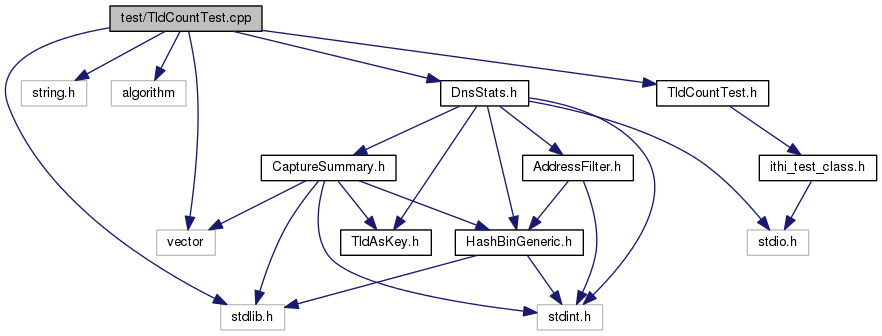 test/TldCountTest.cpp
string.h
algorithm
DnsStats.h
TldCountTest.h
CaptureSummary.h
AddressFilter.h
ithi_test_class.h
vector
TldAsKey.h
HashBinGeneric.h
stdio.h
stdlib.h
stdint.h